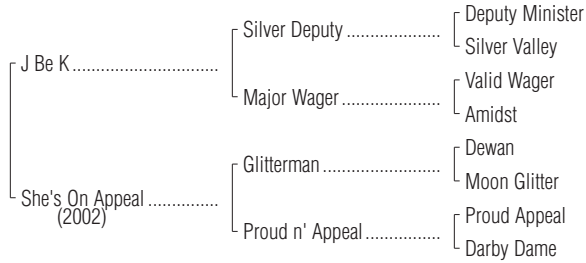 Deputy Minister
Silver Deputy ....................
Silver Valley
J Be K ................................
Valid Wager
Major Wager .....................
Amidst
Dewan
Glitterman .........................
Moon Glitter
She's On Appeal ...............
(2002)
Proud Appeal
Proud n' Appeal ................
Darby Dame